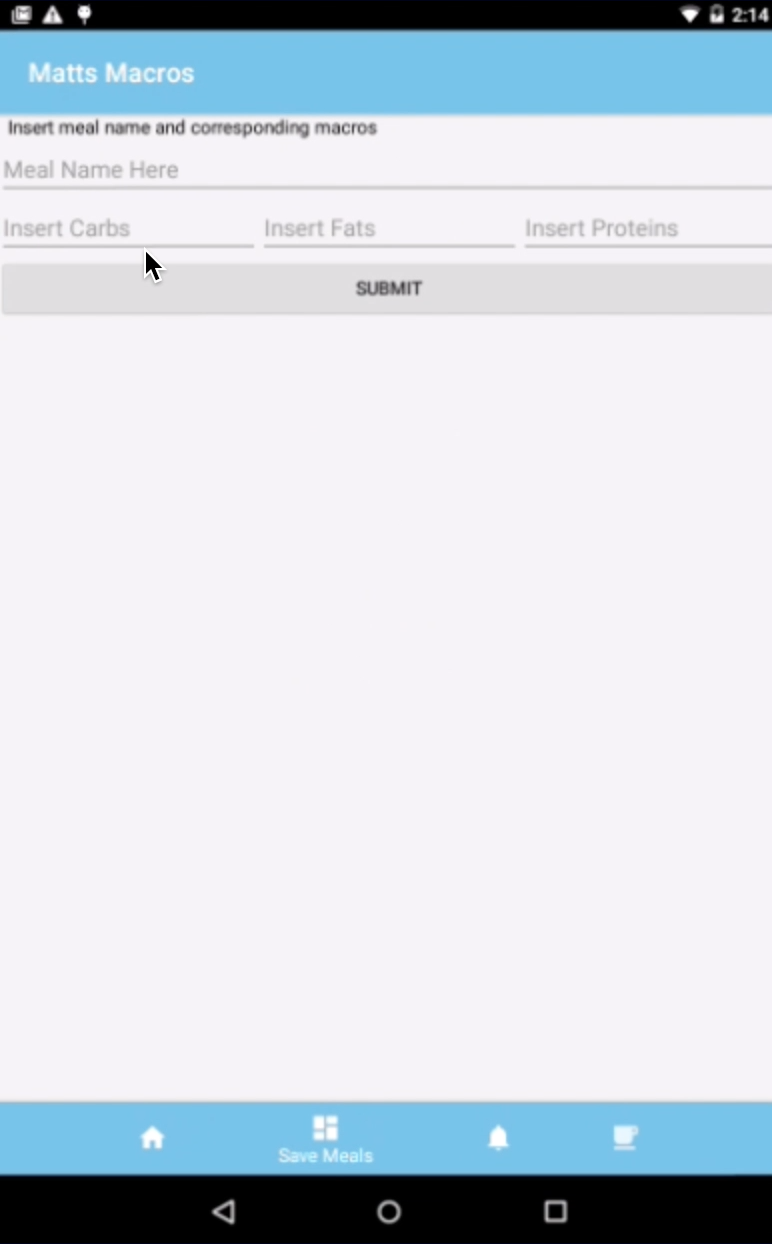 2:14
Matts Macros
Insert meal name and corresponding macros
Meal Name Here
Insert Carbs Insert Fats Insert Proteins
SUBMIT
Save Meals